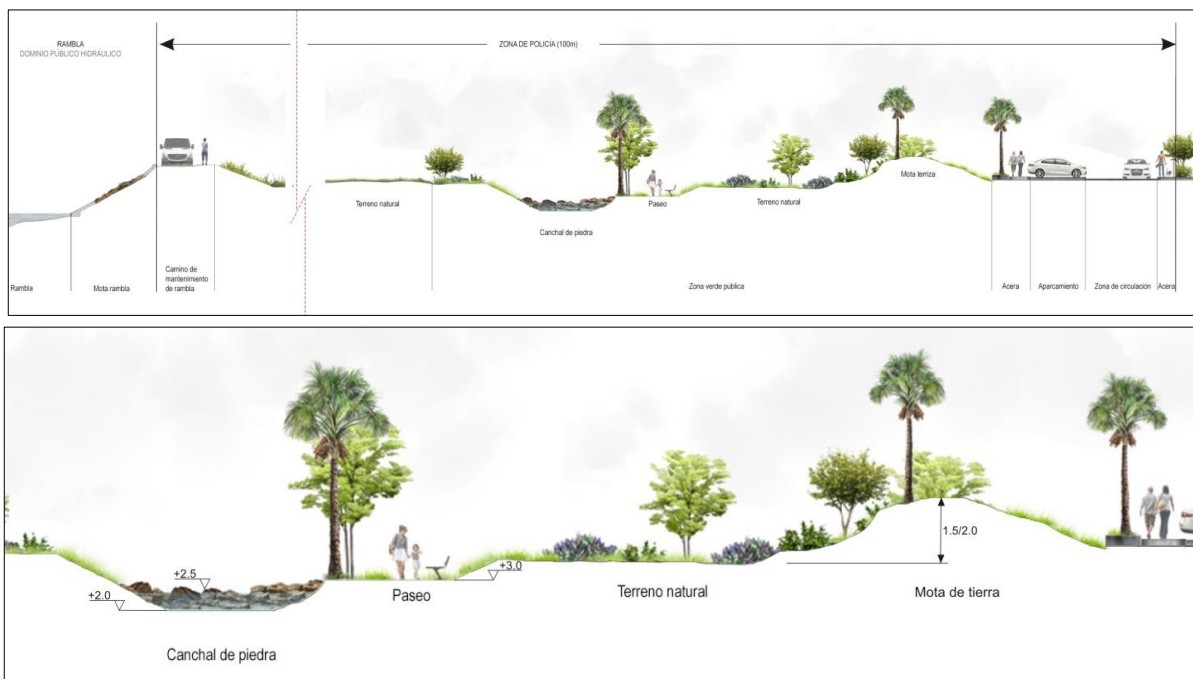 RAMBLA
DOMINIO PÚBLICO HIDRÁULICO
ZONA DE POLICÍA (100m)
Terreno natural
Canchal de piedra
Paseo
Terreno natural
Mota terriza
Rambla
Mota rambla
Camino de
mantenimiento
de rambla
Zona verde publica
Acera
Aparcamiento
Zona de circulacion
Acera
+2.5
+2.0
+3.0
1.5/2.0
Paseo
Terreno natural
Mota de tierra
Canchal de piedra